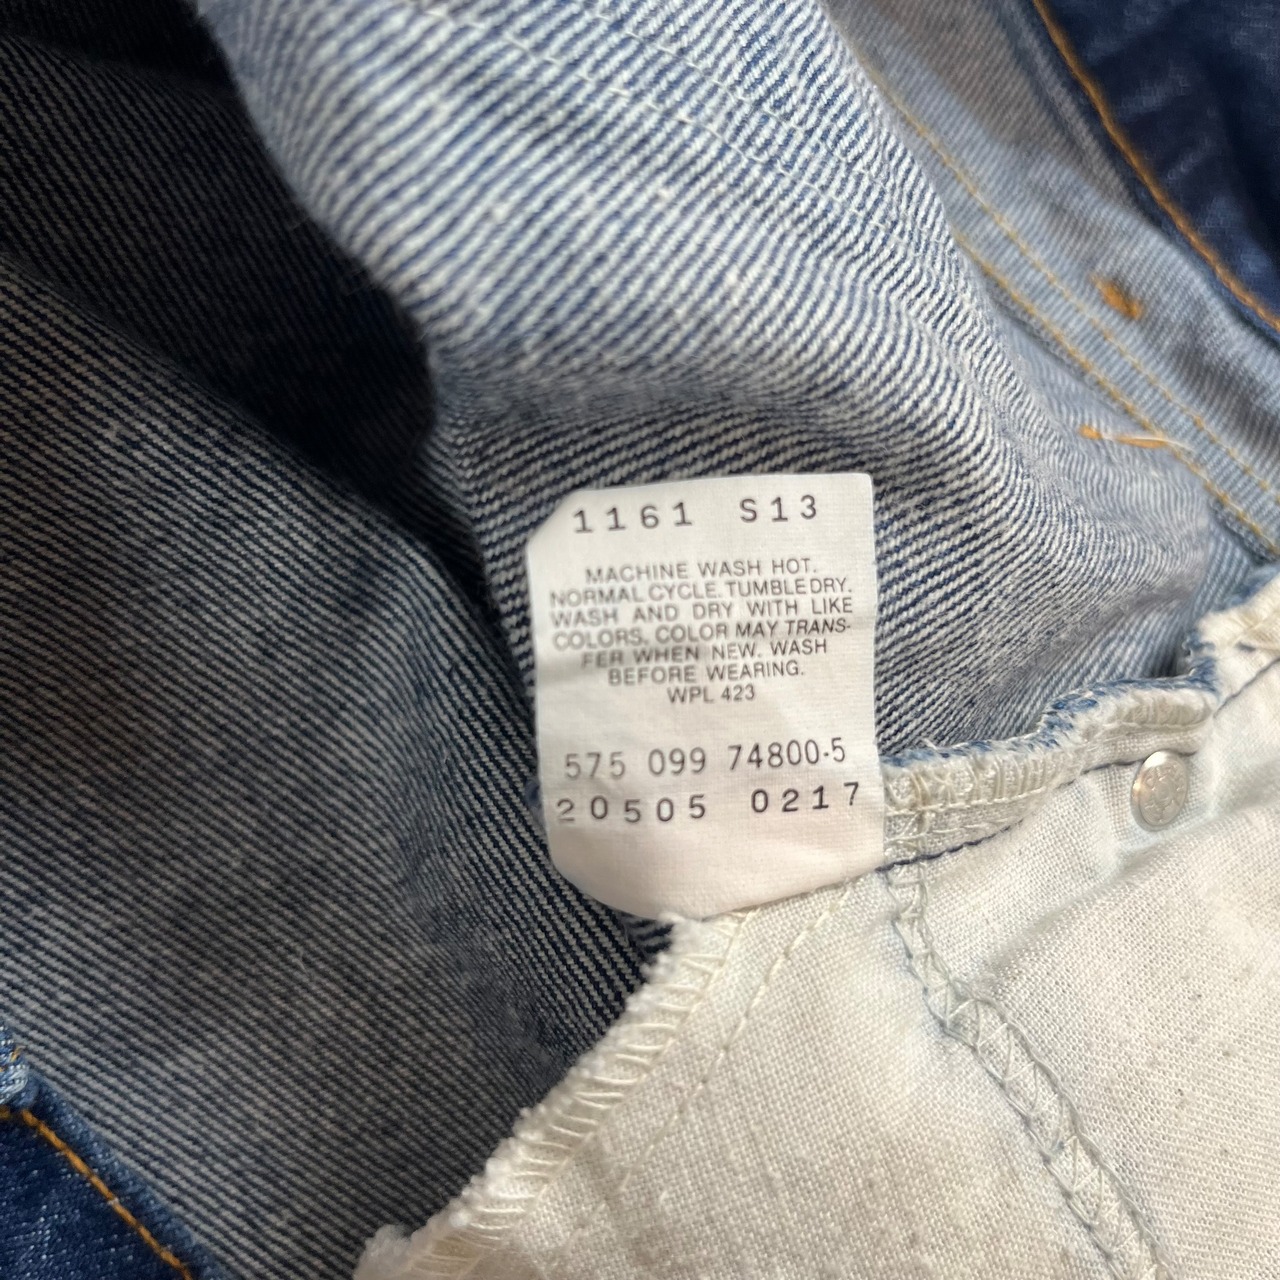 1161 S13
MACHINE WASH HOT.
NORMAL CYCLE. TUMBLE DRY.
WASH AND DRY WITH LIKE
COLORS. COLOR MAY TRANS-
FER WHEN NEW. WASH
BEFORE WEARING.
WPL 423
575 099 74800-5
20505 0217